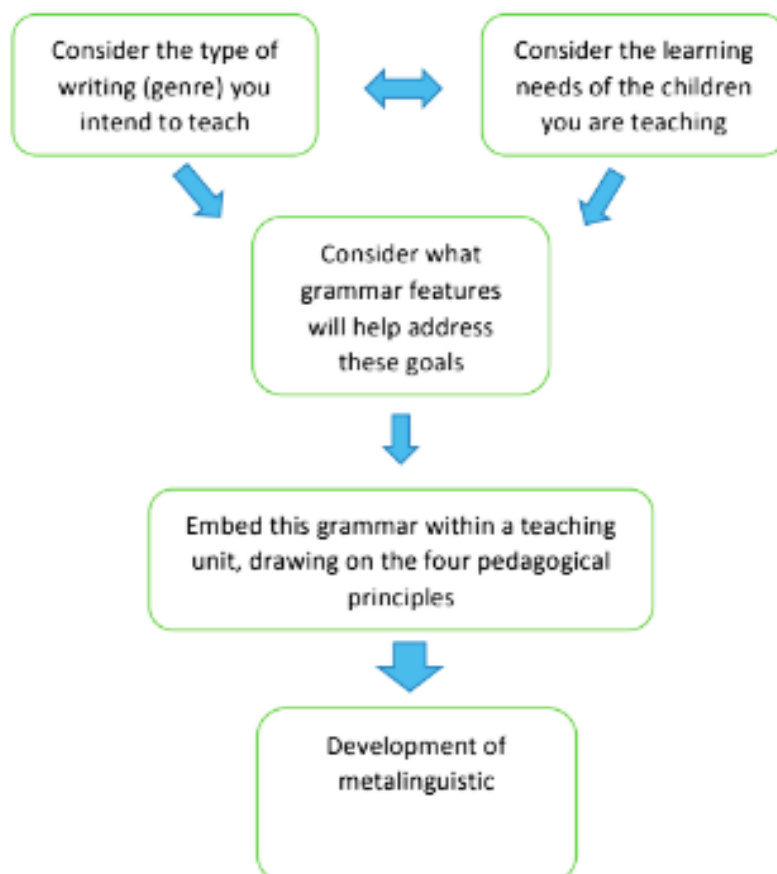 Consider the type of
writing (genre) you
intend to teach
Consider the learning
needs of the children
you are teaching
Consider what
grammar features
will help address
these goals
Embed this grammar within a teaching
unit, drawing on the four pedagogical
principles
Development of
metalinguistic